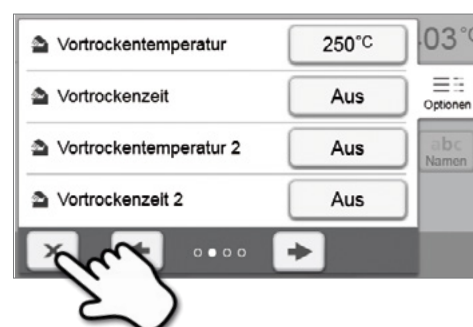 Vortrockentemperatur 250°C
Vortrockenzeit Aus
Vortrockentemperatur 2 Aus
Vortrockenzeit 2 Aus
03°C
Optionen
abc
Namen